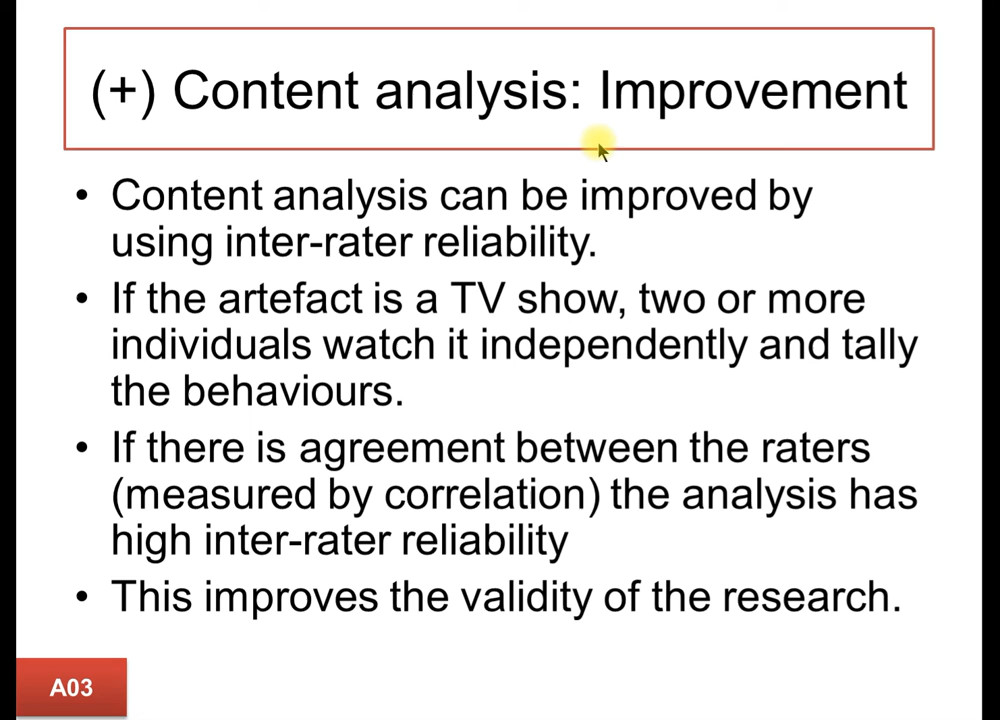 (+) Content analysis: Improvement
• Content analysis can be improved by
using inter-rater reliability.
• If the artefact is a TV show, two or more
individuals watch it independently and tally
the behaviours.
• If there is agreement between the raters
(measured by correlation) the analysis has
high inter-rater reliability
• This improves the validity of the research.
A03